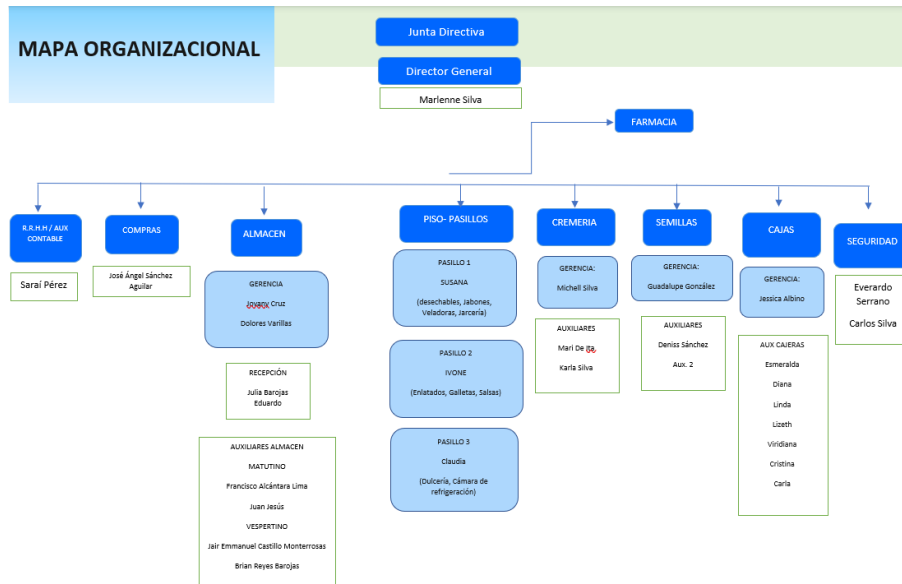 MAPA ORGANIZACIONAL
Junta Directiva
Director General
Marlenne Silva
FARMACIA
R.R.H.H / AUX
CONTABLE
Saraí Pérez
COMPRAS
José Ángel Sánchez
Aguilar
ALMACEN
GERENCIA
Jovany Cruz
Dolores Varillas
RECEPCIÓN
Julia Barojas
Eduardo
AUXILIARES ALMACEN
MATUTINO
Francisco Alcántara Lima
Juan Jesús
VESPERTINO
Jair Emmanuel Castillo Monterrosas
Brian Reyes Barojas
PISO- PASILLOS
PASILLO 1
SUSANA
(desechables, Jabones,
Veladoras, Jarcería)
PASILLO 2
IVONE
(Enlatados, Galletas, Salsas)
PASILLO 3
Claudia
(Dulcería, Cámara de
refrigeración)
CREMERIA
GERENCIA:
Michell Silva
AUXILIARES
Mari De Ita
Karla Silva
SEMILLAS
GERENCIA:
Guadalupe González
AUXILIARES
Deniss Sánchez
Aux. 2
CAJAS
GERENCIA:
Jessica Albino
AUX CAJERAS
Esmeralda
Diana
Linda
Lizeth
Viridiana
Cristina
Carla
SEGURIDAD
Everardo
Serrano
Carlos Silva